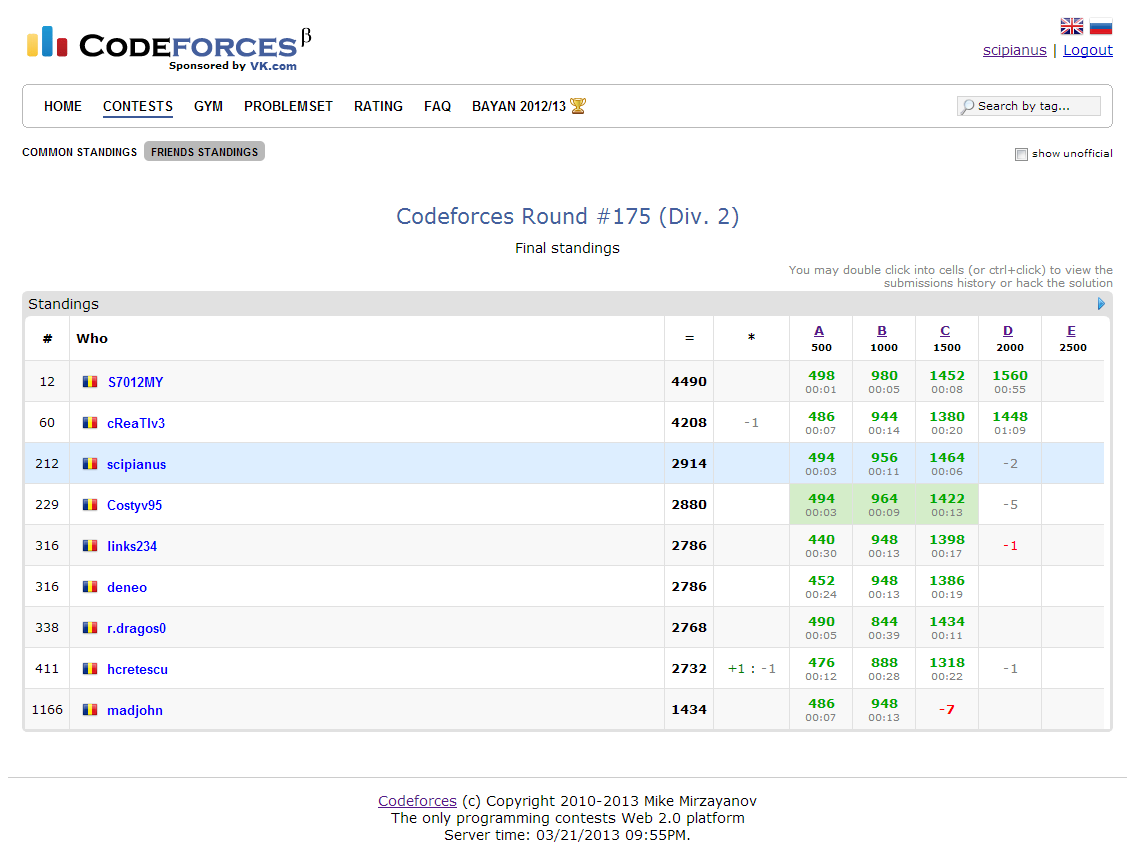 CODEFORCES β
Sponsored by VK.com
scipianus | Logout
HOME CONTESTS GYM PROBLEMSET RATING FAQ BAYAN 2012/13 Search by tag...
COMMON STANDINGS FRIENDS STANDINGS show unofficial
Codeforces Round #175 (Div. 2)
Final standings
You may double click into cells (or ctrl+click) to view the
submissions history or hack the solution
Standings
# Who = * A B C D E
500 1000 1500 2000 2500
12 S7012MY 4490 498 980 1452 1560
00:01 00:05 00:08 00:55
60 cReaTIv3 4208 -1 486 944 1380 1448
00:07 00:14 00:20 01:09
212 scipianus 2914 494 956 1464 -2
00:03 00:11 00:06
229 Costyv95 2880 494 964 1422 -5
00:03 00:09 00:13
316 links234 2786 440 948 1398 -1
00:30 00:13 00:17
316 deneo 2786 452 948 1386
00:24 00:13 00:19
338 r.dragos0 2768 490 844 1434
00:05 00:39 00:11
411 hcretescu 2732 +1 : -1 476 888 1318 -1
00:12 00:28 00:22
1166 madjohn 1434 486 948 -7
00:07 00:13
Codeforces (c) Copyright 2010-2013 Mike Mirzayanov
The only programming contests Web 2.0 platform
Server time: 03/21/2013 09:55PM.